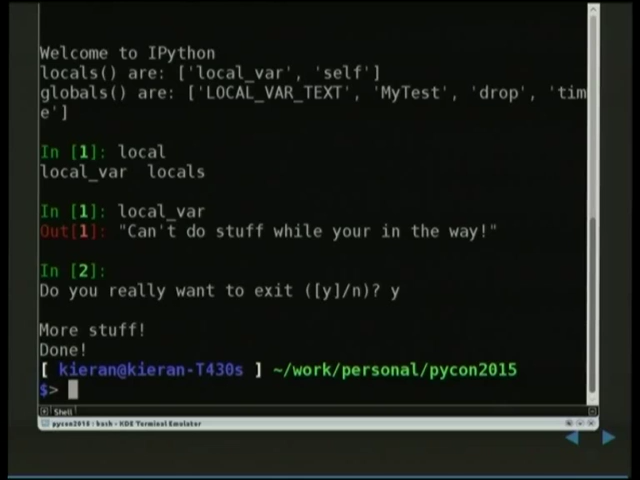 Welcome to IPython
locals() are: ['local_var', 'self']
globals() are: ['LOCAL_VAR_TEXT', 'MyTest', 'drop', 'tim
e']
In [1]: local
local_var  locals
In [1]: local_var
Out[1]: "Can't do stuff while your in the way!"
In [2]:
Do you really want to exit ([y]/n)? y
More stuff!
Done!
[ kieran@kieran-T430s ] ~/work/personal/pycon2015
$>
Shell
pycon2015 : bash - KDE Terminal Emulator